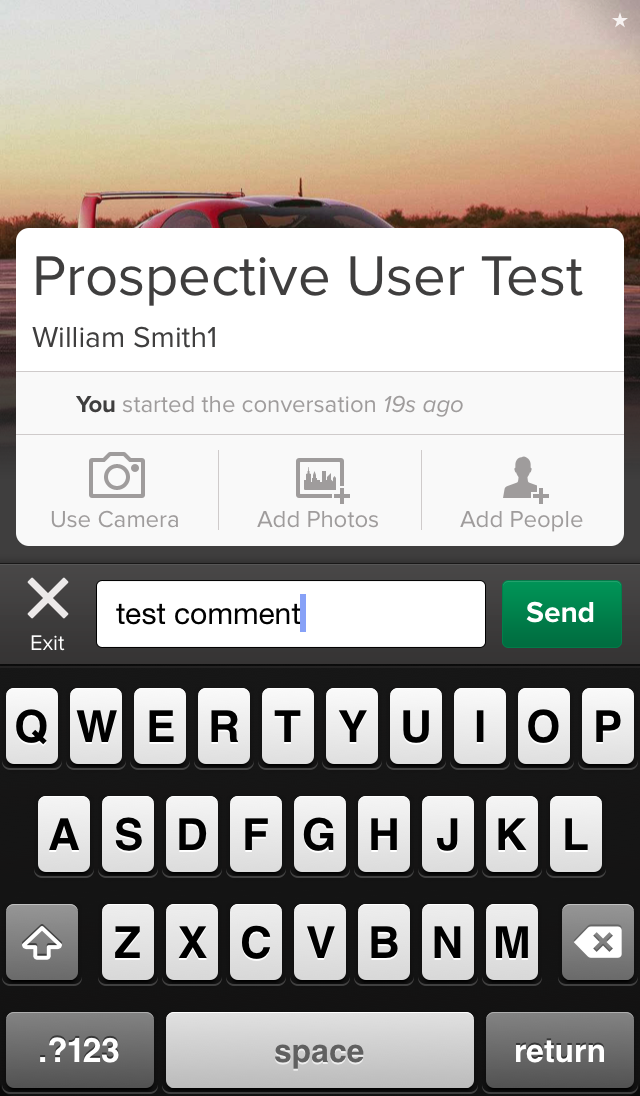 Prospective User Test
William Smith1
You started the conversation 19s ago
Use Camera Add Photos Add People
Exit test comment Send
Q W E R T Y U I O P
A S D F G H J K L
Z X C V B N M
.?123 space return